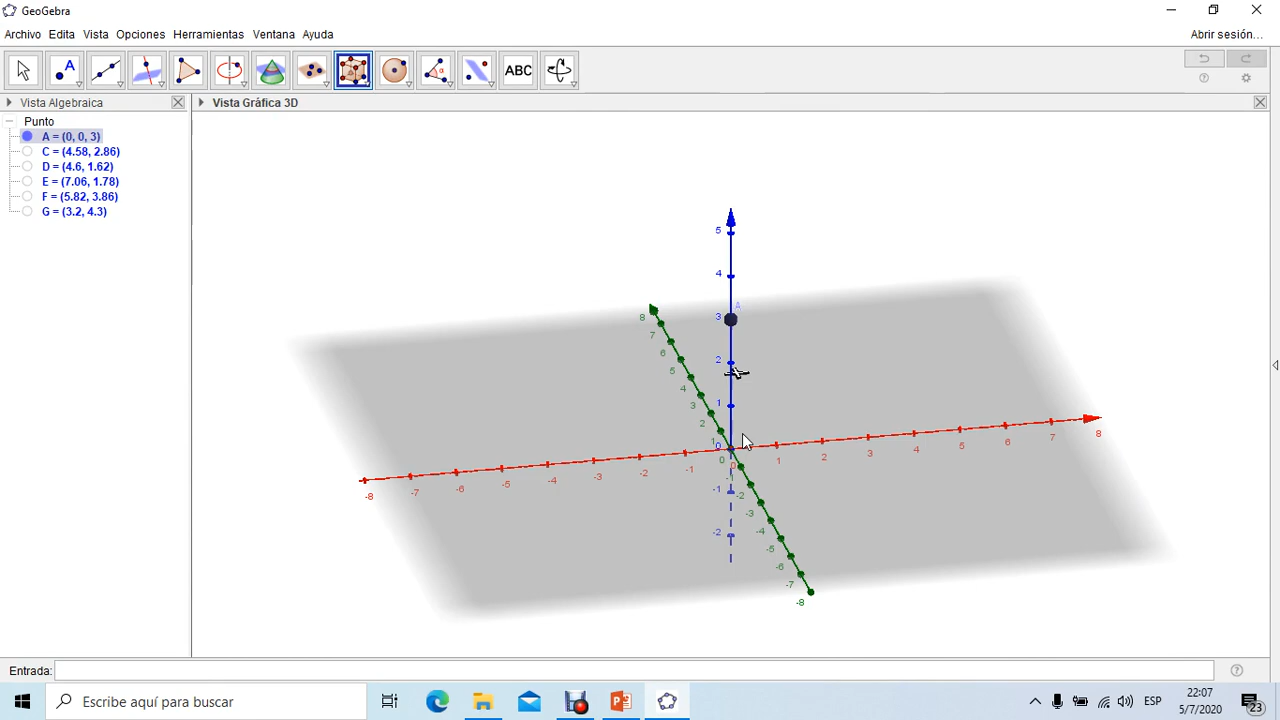 GeoGebra
Archivo Edita Vista Opciones Herramientas Ventana Ayuda
Abrir sesión...
A
α
ABC
Vista Algebraica
Vista Gráfica 3D
Punto
A = (0, 0, 3)
C = (4.58, 2.86)
D = (4.6, 1.62)
E = (7.06, 1.78)
F = (5.82, 3.86)
G = (3.2, 4.3)
5
4
A
3
2
1
0
-1
-2
8
7
6
5
4
3
2
1
0
-1
-2
-3
-4
-5
-6
-7
-8
-8 -7 -6 -5 -4 -3 -2 -1 0 1 2 3 4 5 6 7 8
Entrada:
Escribe aquí para buscar
ESP
22:07
5/7/2020
23